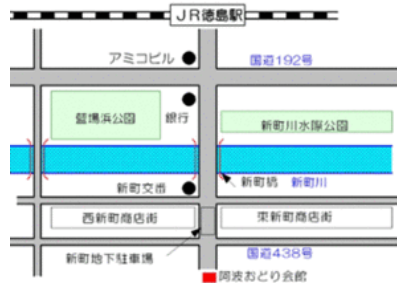 JR徳島駅
アミコビル
国道192号
藍場浜公園
銀行
新町川水際公園
新町交番
新町橋
新町川
西新町商店街
東新町商店街
新町地下駐車場
国道438号
阿波おどり会館